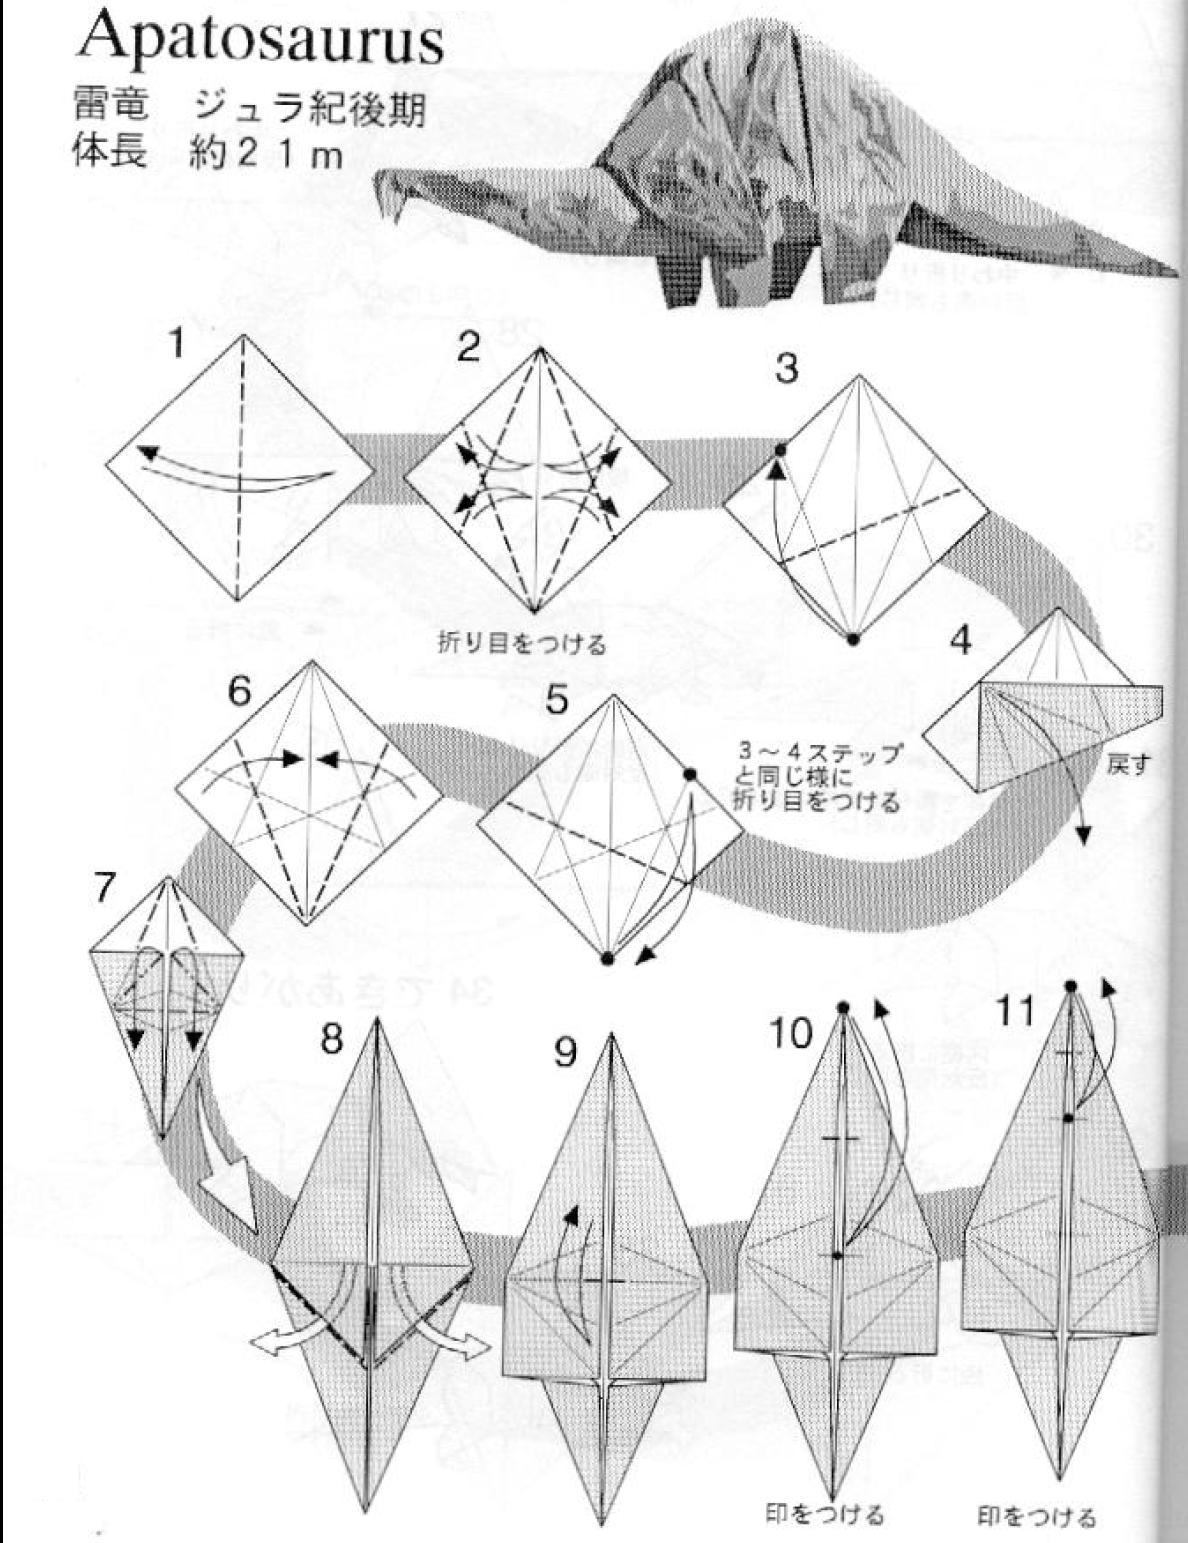 Apatosaurus
雷竜　ジュラ紀後期
体長　約２１ｍ
1
2
3
折り目をつける
4
戻す
5
3～4ステップ
と同じ様に
折り目をつける
6
7
8
9
10
11
印をつける
印をつける